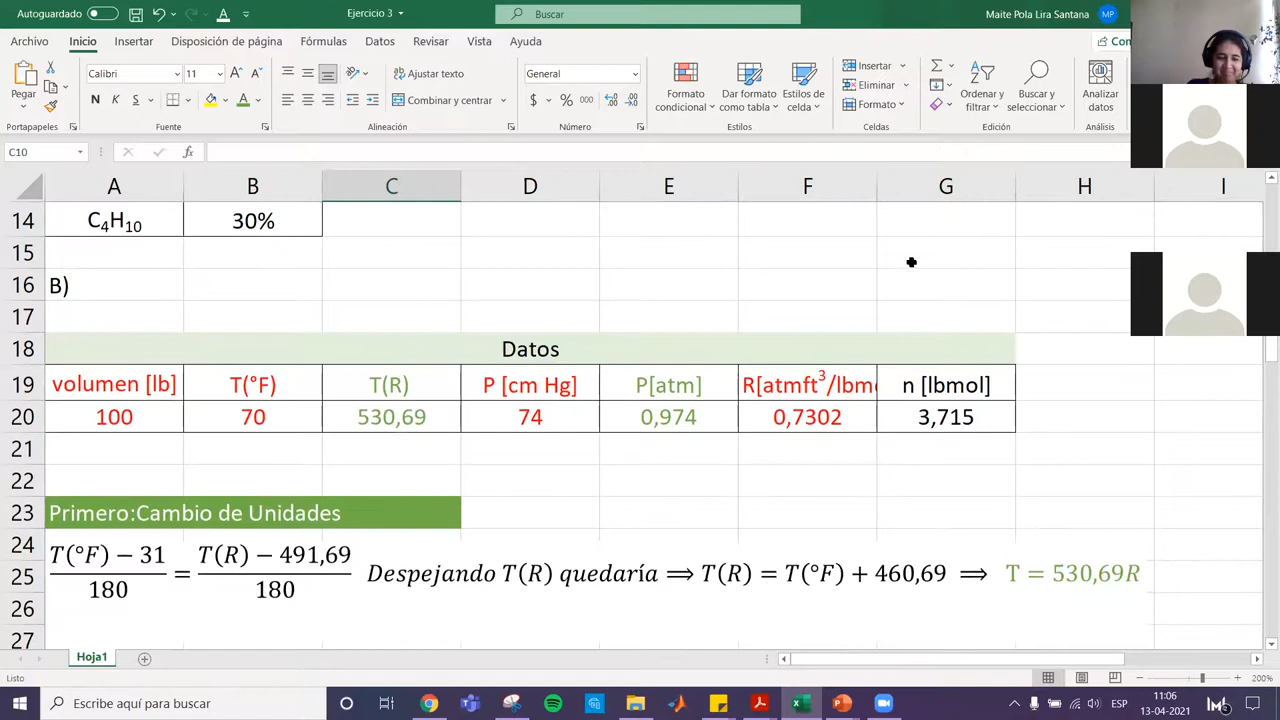 Autoguardado
Ejercicio 3
Buscar
Maite Pola Lira Santana
MP
Archivo
Inicio
Insertar
Disposición de página
Fórmulas
Datos
Revisar
Vista
Ayuda
Com
Pegar
Portapapeles
Calibri
11
N K S
Fuente
Ajustar texto
Combinar y centrar
Alineación
General
$ % 000
Número
Formato condicional
Dar formato como tabla
Estilos de celda
Estilos
Insertar
Eliminar
Formato
Celdas
Ordenar y filtrar
Buscar y seleccionar
Edición
Analizar datos
Análisis
C10
fx
A B C D E F G H I
14 C₄H₁₀ 30%
15
16 B)
17
18 Datos
19 volumen [lb] T(°F) T(R) P [cm Hg] P[atm] R[atmft³/lbm n [lbmol]
20 100 70 530,69 74 0,974 0,7302 3,715
21
22
23 Primero:Cambio de Unidades
24
25
26
27
T(°F) − 31 / 180 = T(R) − 491,69 / 180 Despejando T(R) quedaría ⟹ T(R) = T(°F) + 460,69 ⟹ T = 530,69R
Hoja1
Listo
200%
Escribe aquí para buscar
ESP
11:06
13-04-2021